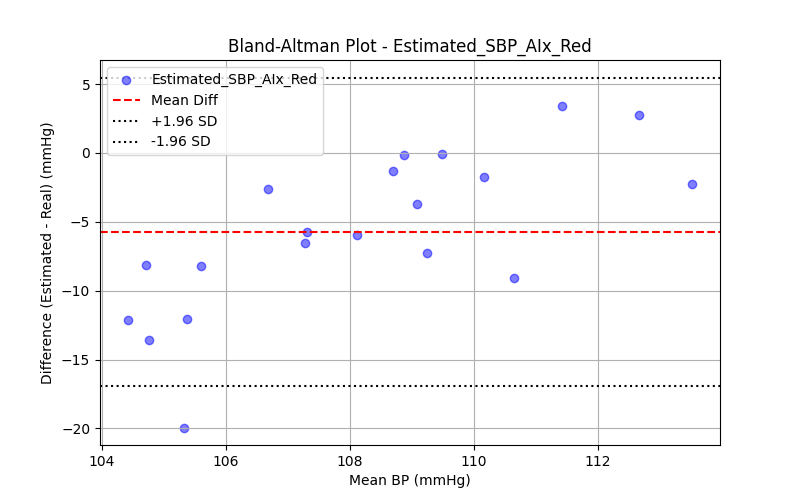 Bland-Altman Plot - Estimated_SBP_AIx_Red
Estimated_SBP_AIx_Red
Mean Diff
+1.96 SD
-1.96 SD
Difference (Estimated - Real) (mmHg)
5
0
−5
−10
−15
−20
104
106
108
110
112
Mean BP (mmHg)